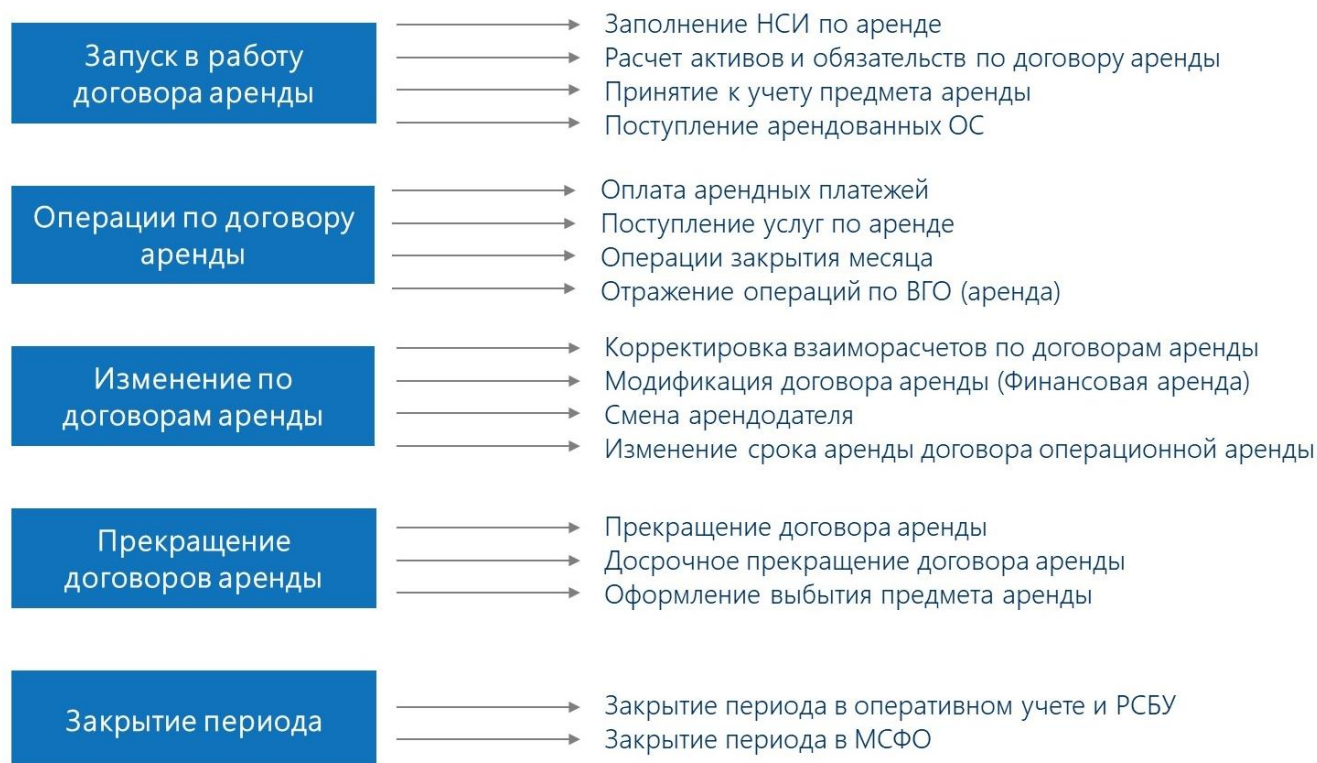 Запуск в работу
договора аренды
Заполнение НСИ по аренде
Расчет активов и обязательств по договору аренды
Принятие к учету предмета аренды
Поступление арендованных ОС
Операции по договору
аренды
Оплата арендных платежей
Поступление услуг по аренде
Операции закрытия месяца
Отражение операций по ВГО (аренда)
Изменение по
договорам аренды
Корректировка взаиморасчетов по договорам аренды
Модификация договора аренды (Финансовая аренда)
Смена арендодателя
Изменение срока аренды договора операционной аренды
Прекращение
договоров аренды
Прекращение договора аренды
Досрочное прекращение договора аренды
Оформление выбытия предмета аренды
Закрытие периода
Закрытие периода в оперативном учете и РСБУ
Закрытие периода в МСФО